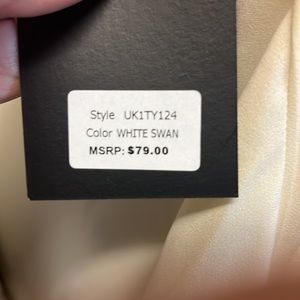 Style UK1TY124
Color WHITE SWAN
MSRP: $79.00